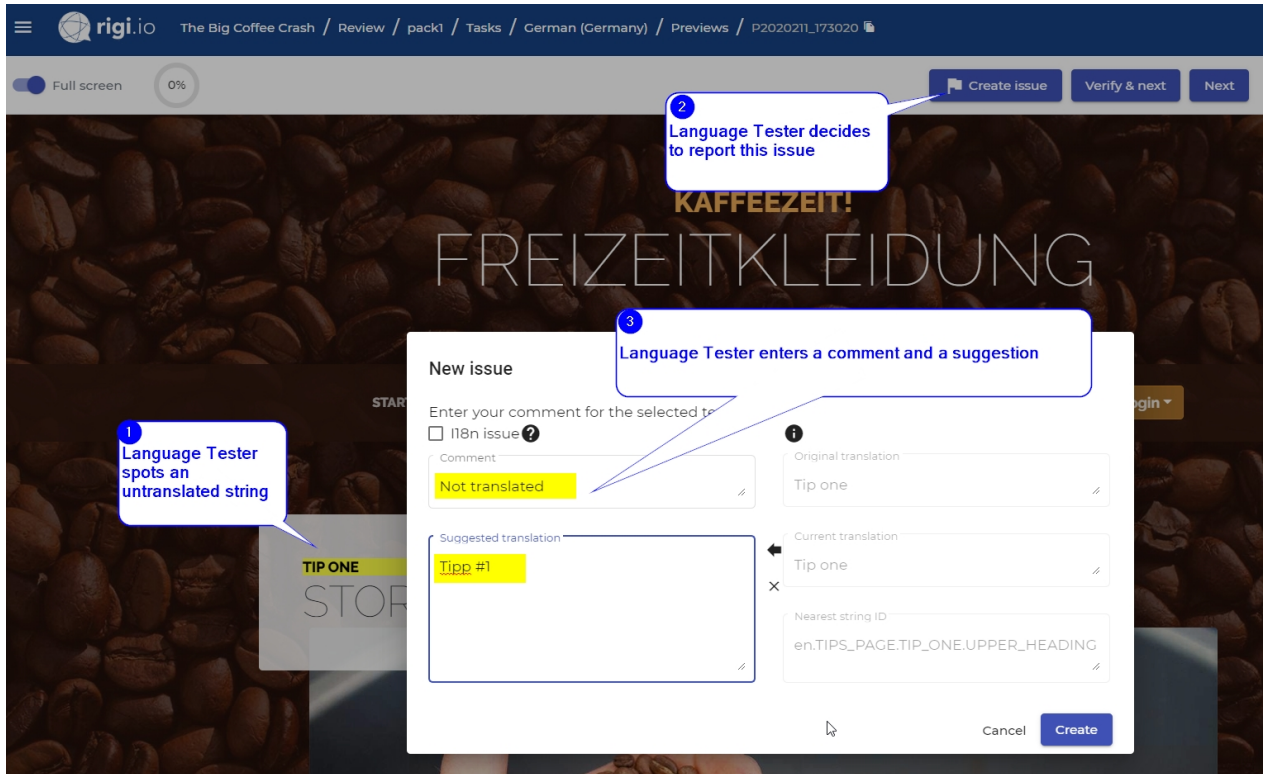 rigi.io The Big Coffee Crash / Review / pack1 / Tasks / German (Germany) / Previews / P2020211_173020
Full screen 0% Create issue Verify & next Next
2
Language Tester decides
to report this issue
KAFFEEZEIT!
FREIZEITKLEIDUNG
3
Language Tester enters a comment and a suggestion
New issue
Enter your comment for the selected te
I18n issue
Comment
Not translated
Original translation
Tip one
STAR
ogin
1
Language Tester
spots an
untranslated string
Suggested translation
Tipp #1
Current translation
Tip one
TIP ONE
STOR
Nearest string ID
en.TIPS_PAGE.TIP_ONE.UPPER_HEADING
Cancel Create